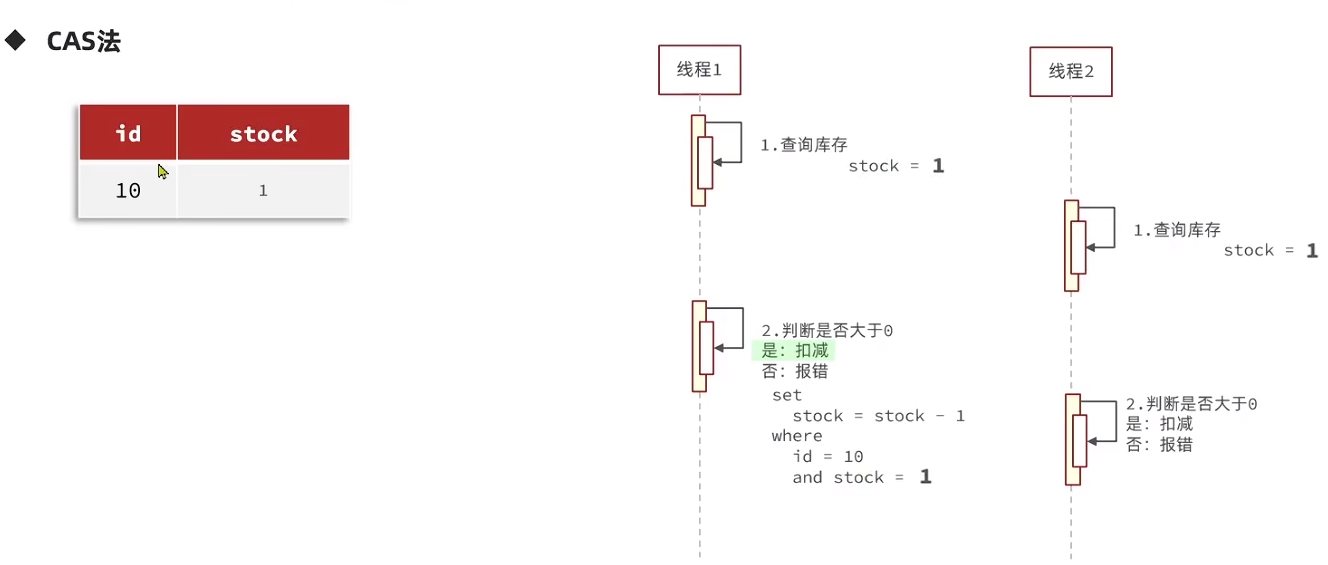 CAS法
id stock
10 1
线程1
1.查询库存
stock = 1
2.判断是否大于0
是: 扣减
否: 报错
set
stock = stock - 1
where
id = 10
and stock = 1
线程2
1.查询库存
stock = 1
2.判断是否大于0
是: 扣减
否: 报错